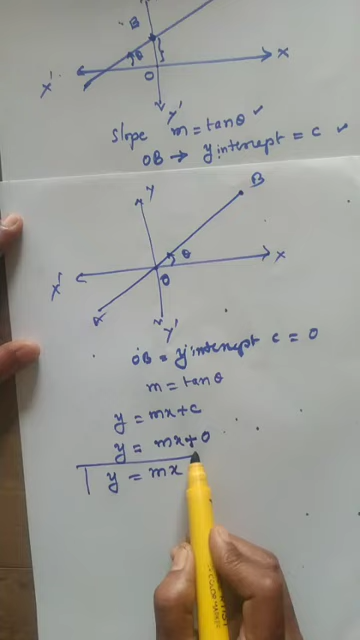 B
θ
X'
O
X
Y'
Slope m = tanθ ✓
OB → y intercept = c ✓
Y
B
θ
X'
O
X
A
Y'
OB = y intercept c = 0
m = tanθ
y = mx + c
y = mx + 0
y = mx